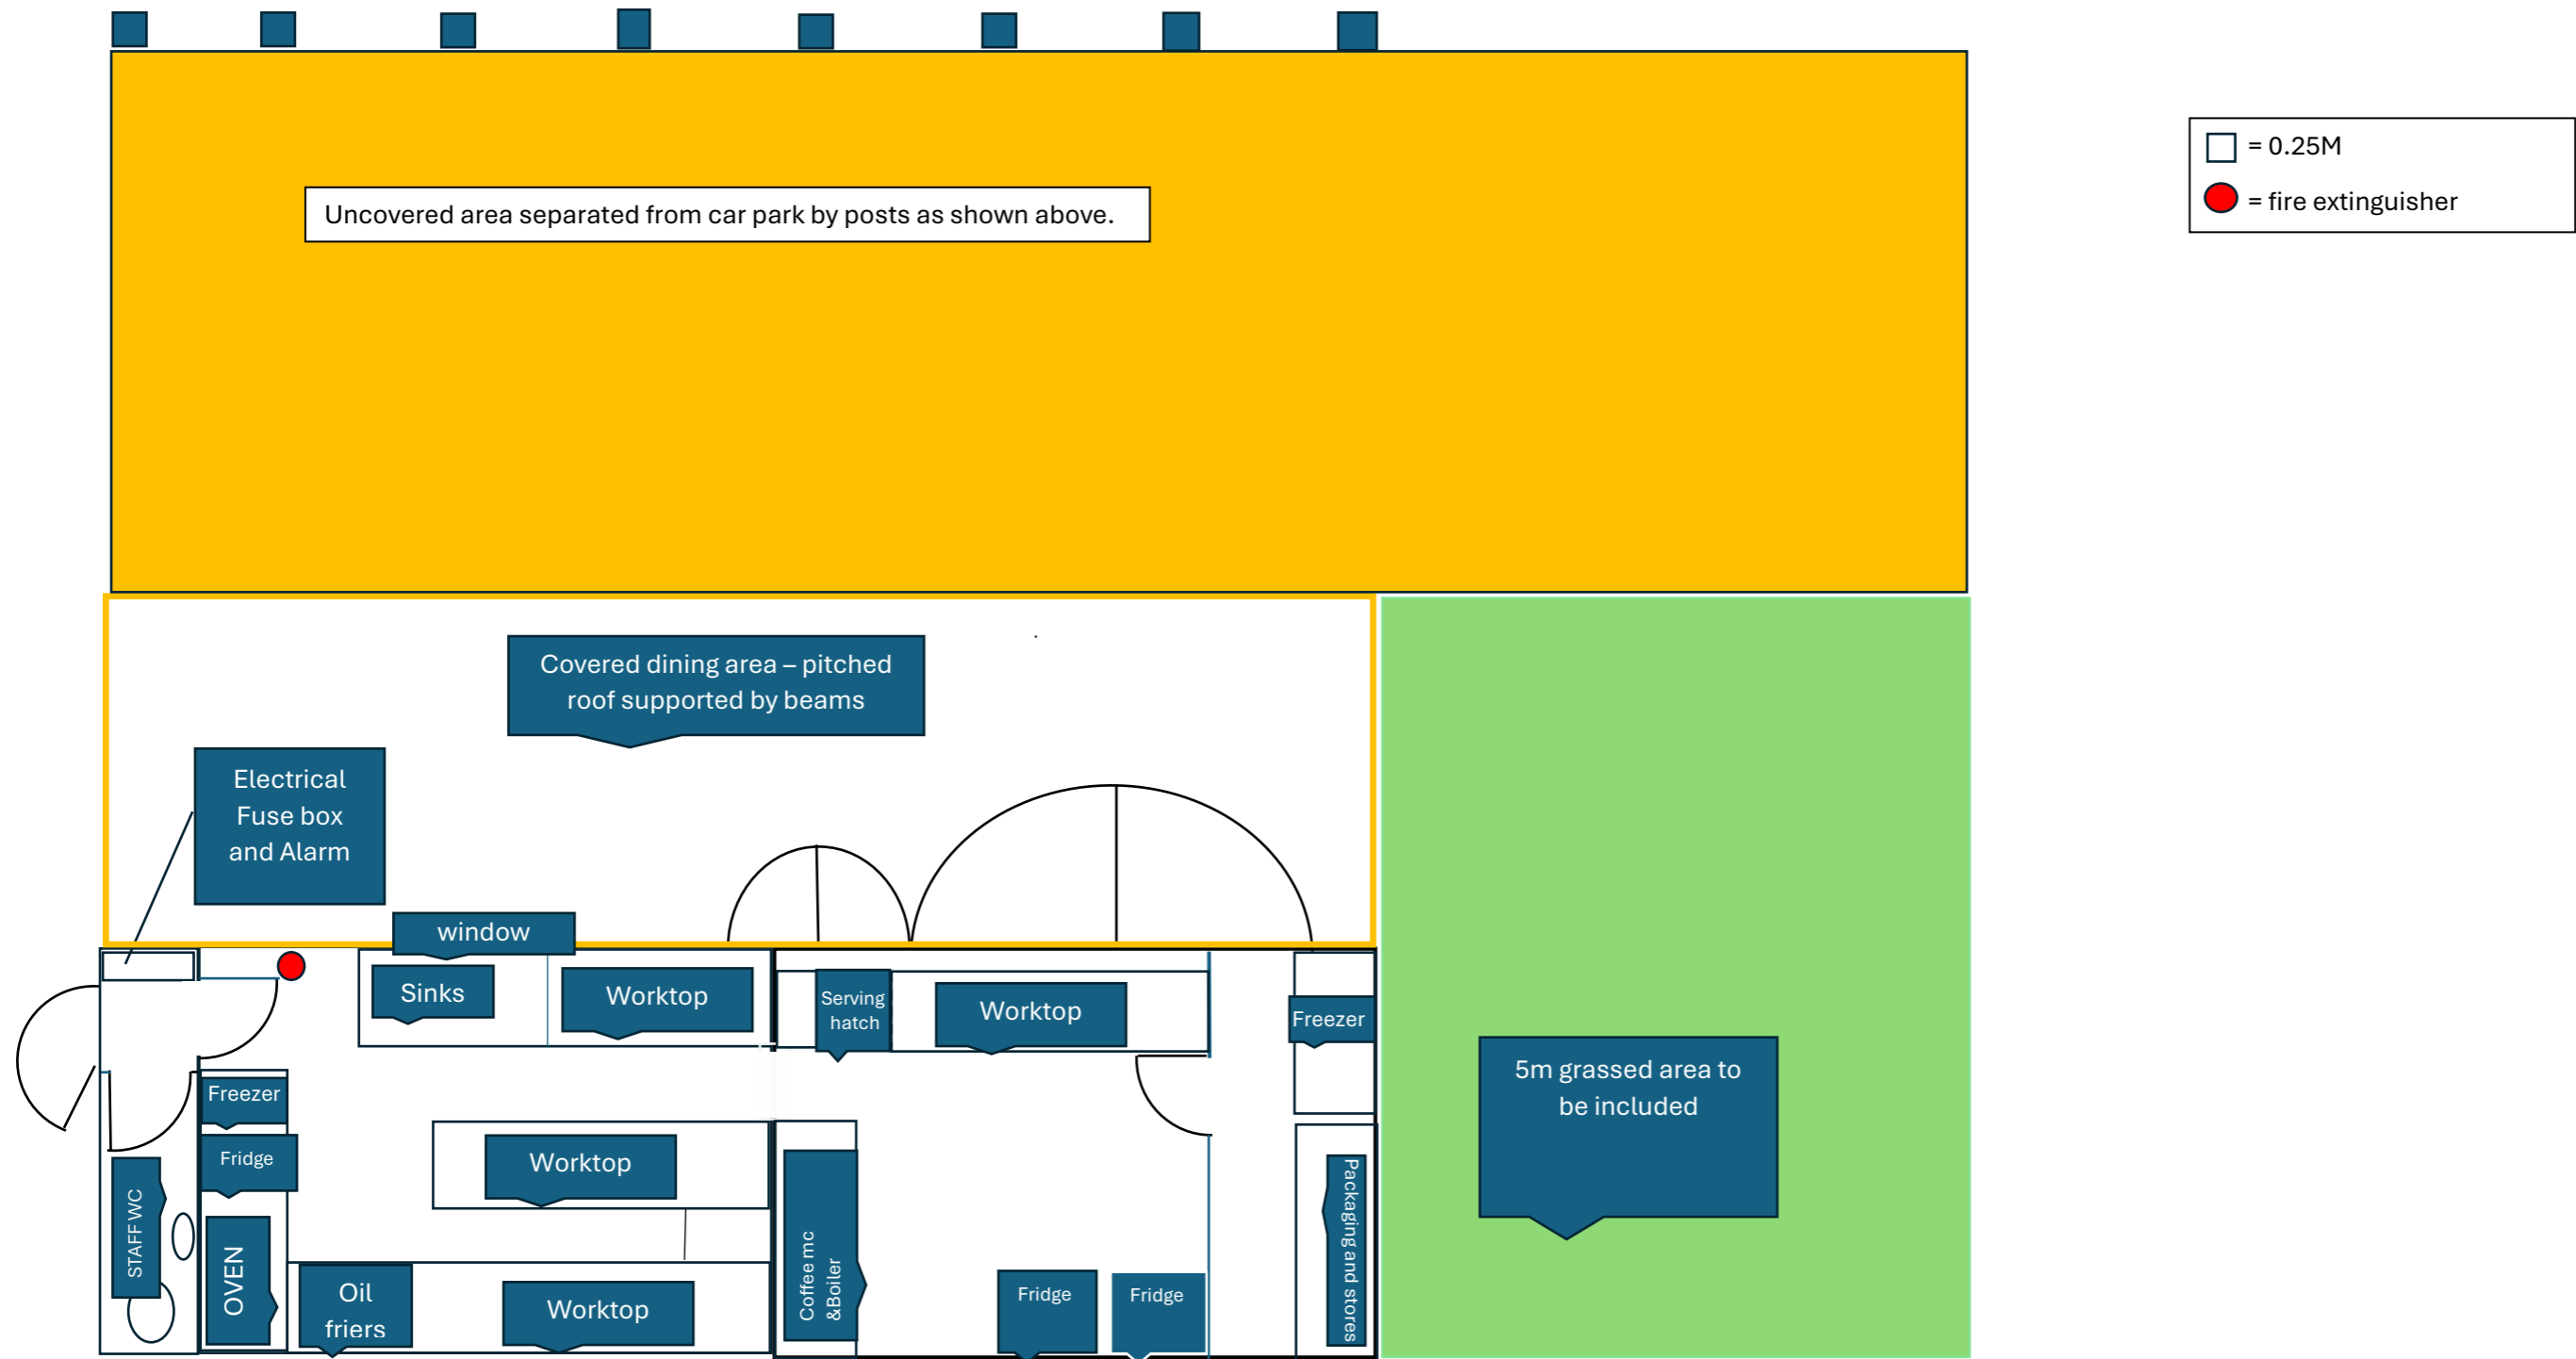 = 0.25M
= fire extinguisher
Uncovered area separated from car park by posts as shown above.
Covered dining area – pitched
roof supported by beams
Electrical
Fuse box
and Alarm
window
Sinks
Worktop
Serving
hatch
Worktop
Freezer
5m grassed area to
be included
Freezer
Fridge
Worktop
STAFF WC
OVEN
Oil
friers
Worktop
Coffee mc
&Boiler
Fridge
Fridge
Packaging and stores